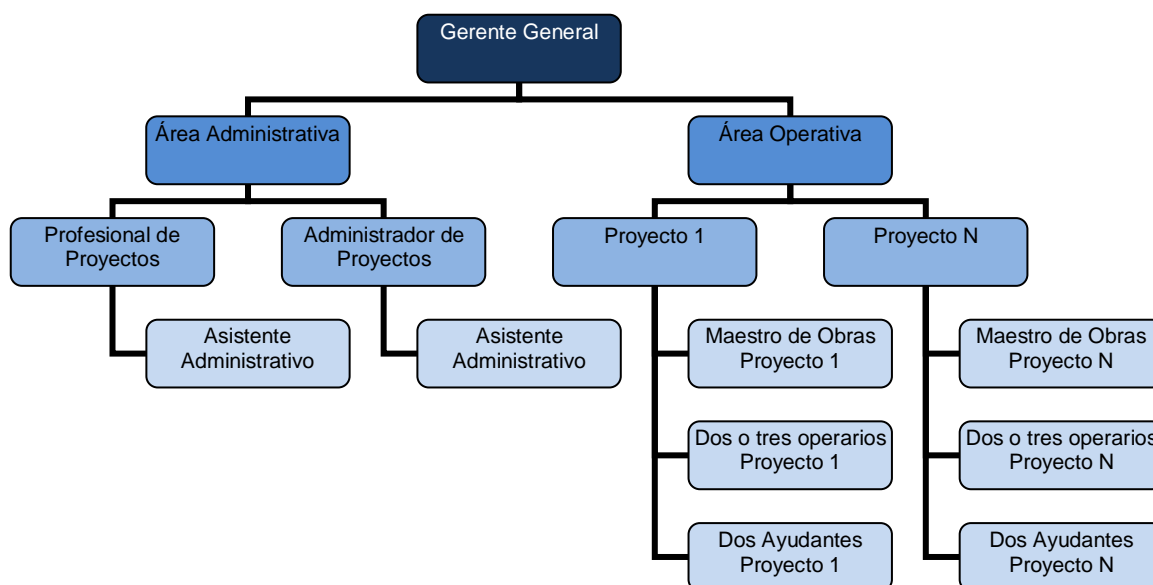 Gerente General
Área Administrativa
Área Operativa
Profesional de
Proyectos
Administrador de
Proyectos
Proyecto 1
Proyecto N
Asistente
Administrativo
Asistente
Administrativo
Maestro de Obras
Proyecto 1
Maestro de Obras
Proyecto N
Dos o tres operarios
Proyecto 1
Dos o tres operarios
Proyecto N
Dos Ayudantes
Proyecto 1
Dos Ayudantes
Proyecto N